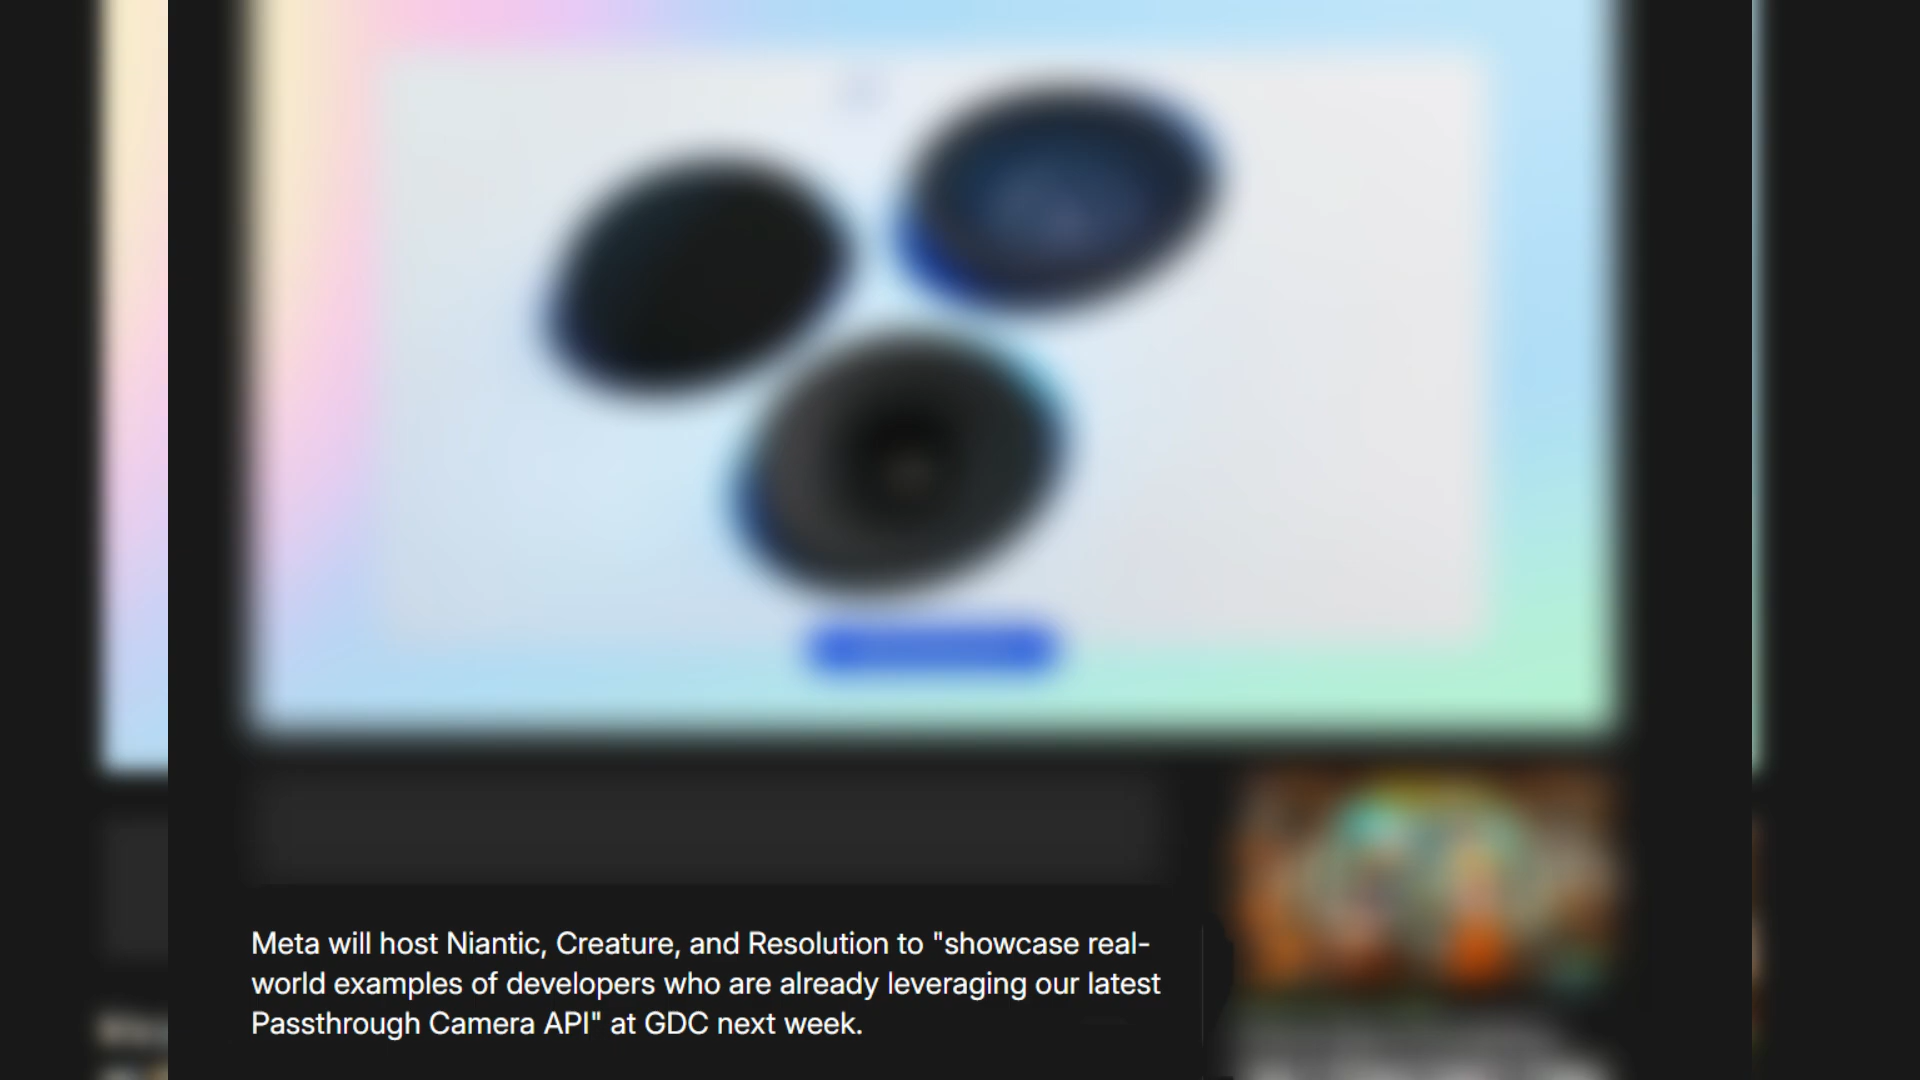 Meta will host Niantic, Creature, and Resolution to "showcase real-
world examples of developers who are already leveraging our latest
Passthrough Camera API" at GDC next week.